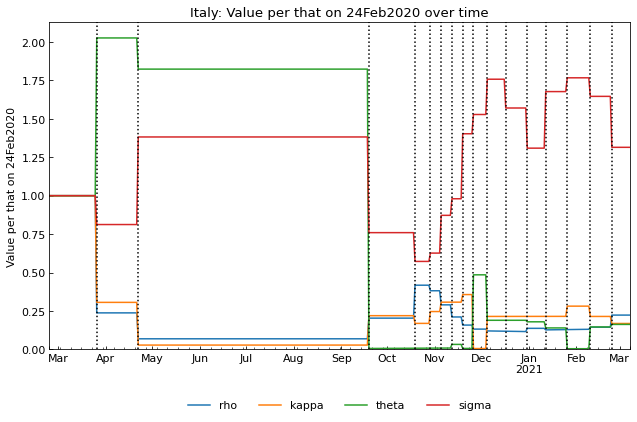 Italy: Value per that on 24Feb2020 over time
Value per that on 24Feb2020
2.00
1.75
1.50
1.25
1.00
0.75
0.50
0.25
0.00
Mar Apr May Jun Jul Aug Sep Oct Nov Dec Jan Feb Mar
2021
rho kappa theta sigma